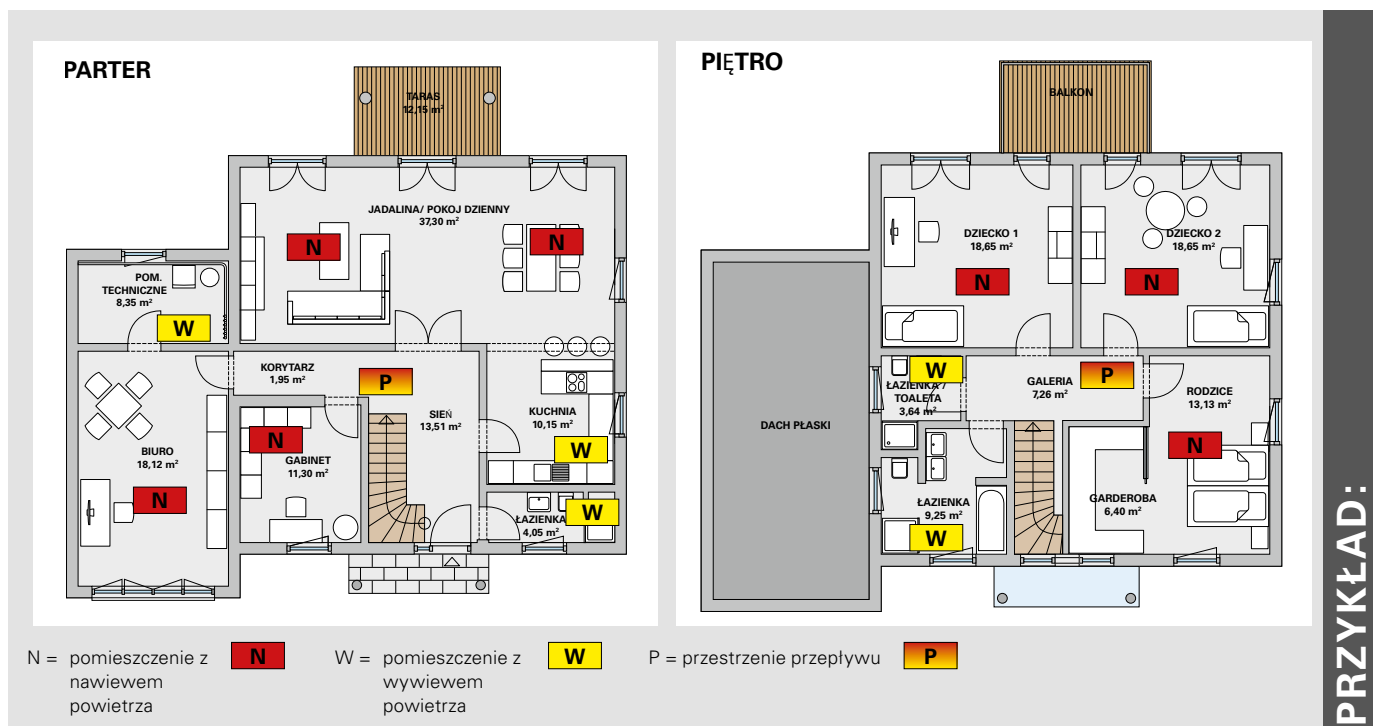 PARTER
TARAS
12,15 m²
JADALINA/ POKOJ DZIENNY
37,30 m²
N
N
POM.
TECHNICZNE
8,35 m²
W
KORYTARZ
1,95 m²
P
SIEŃ
13,51 m²
KUCHNIA
10,15 m²
W
N
GABINET
11,30 m²
BIURO
18,12 m²
N
ŁAZIENKA
4,05 m²
W
PIĘTRO
BALKON
DZIECKO 1
18,65 m²
N
DZIECKO 2
18,65 m²
N
W
ŁAZIENKA /
TOALETA
3,64 m²
GALERIA
7,26 m²
P
RODZICE
13,13 m²
N
DACH PŁASKI
ŁAZIENKA
9,25 m²
W
GARDEROBA
6,40 m²
N = pomieszczenie z
nawiewem
powietrza
N
W = pomieszczenie z
wywiewem
powietrza
W
P = przestrzenie przepływu
P
PRZYKŁAD: